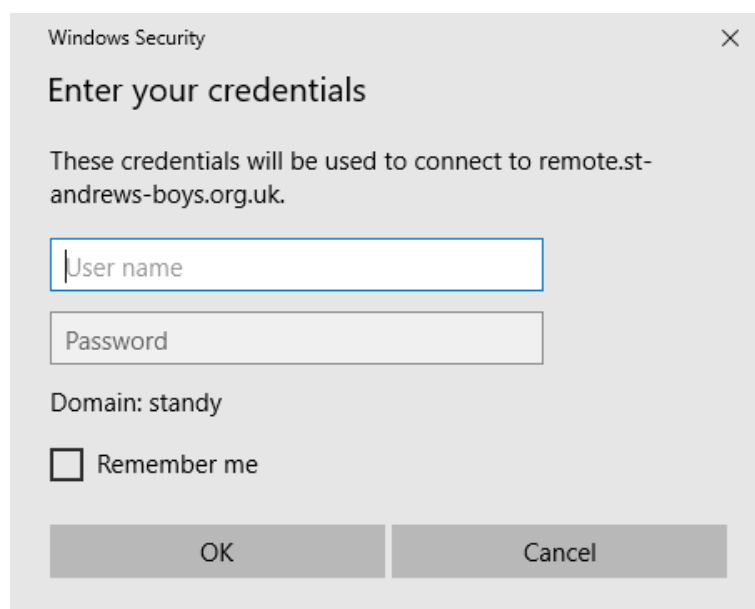 Windows Security
Enter your credentials
These credentials will be used to connect to remote.st-
andrews-boys.org.uk.
User name
Password
Domain: standy
Remember me
OK Cancel